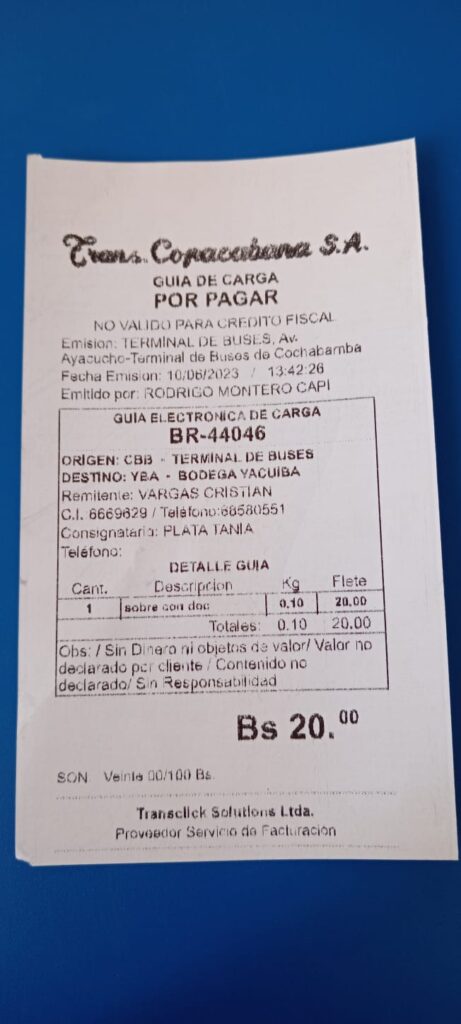 Trans. Copacabana S.A.
GUIA DE CARGA
POR PAGAR
NO VALIDO PARA CREDITO FISCAL
Emision: TERMINAL DE BUSES, Av.
Ayacucho-Terminal de Buses de Cochabamba
Fecha Emision: 10/06/2023 / 13:42:26
Emitido por: RODRIGO MONTERO CAPI
GUIA ELECTRONICA DE CARGA
BR-44046
ORIGEN: CBB - TERMINAL DE BUSES
DESTINO: YBA - BODEGA YACUIBA
Remitente: VARGAS CRISTIAN
C.I. 6669629 / Teléfono:68580551
Consignataria: PLATA TANIA
Teléfono:
DETALLE GUIA
Cant. Descripcion Kg Flete
1 sobre con doc 0.10 20.00
Totales: 0.10 20.00
Obs: / Sin Dinero ni objetos de valor/ Valor no
declarado por cliente / Contenido no
declarado/ Sin Responsabilidad
Bs 20.00
SON: Veinte 00/100 Bs.
Transclick Solutions Ltda.
Proveedor Servicio de Facturacion